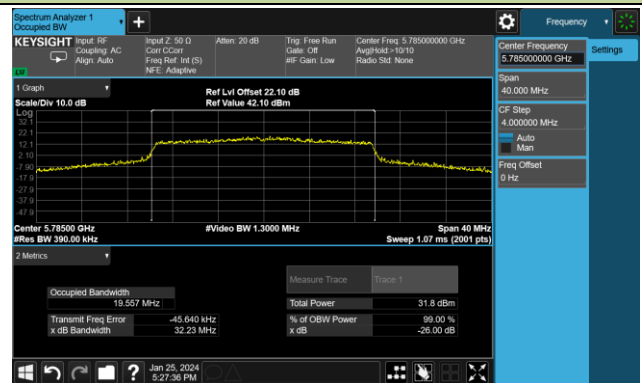 Spectrum Analyzer 1
Occupied BW
Frequency
KEYSIGHT
Input: RF
Coupling: AC
Align: Auto
Input Z: 50 Ω
Corr CCorr
Freq Ref: Int (S)
NFE: Adaptive
Atten: 20 dB
Trig: Free Run
Gate: Off
#IF Gain: Low
Center Freq: 5.785000000 GHz
Avg|Hold:>10/10
Radio Std: None
1 Graph
Scale/Div 10.0 dB
Ref Lvl Offset 22.10 dB
Ref Value 42.10 dBm
Log
32.1
22.1
12.1
2.10
-7.90
-17.9
-27.9
-37.9
-47.9
Center 5.78500 GHz
#Res BW 390.00 kHz
#Video BW 1.3000 MHz
Span 40 MHz
Sweep 1.07 ms (2001 pts)
2 Metrics
Measure Trace
Trace 1
Occupied Bandwidth
19.557 MHz
Total Power
31.8 dBm
Transmit Freq Error
-45.640 kHz
% of OBW Power
99.00 %
x dB Bandwidth
32.23 MHz
x dB
-26.00 dB
Center Frequency
5.785000000 GHz
Settings
Span
40.000 MHz
CF Step
4.000000 MHz
Auto
Man
Freq Offset
0 Hz
Jan 25, 2024
5:27:36 PM